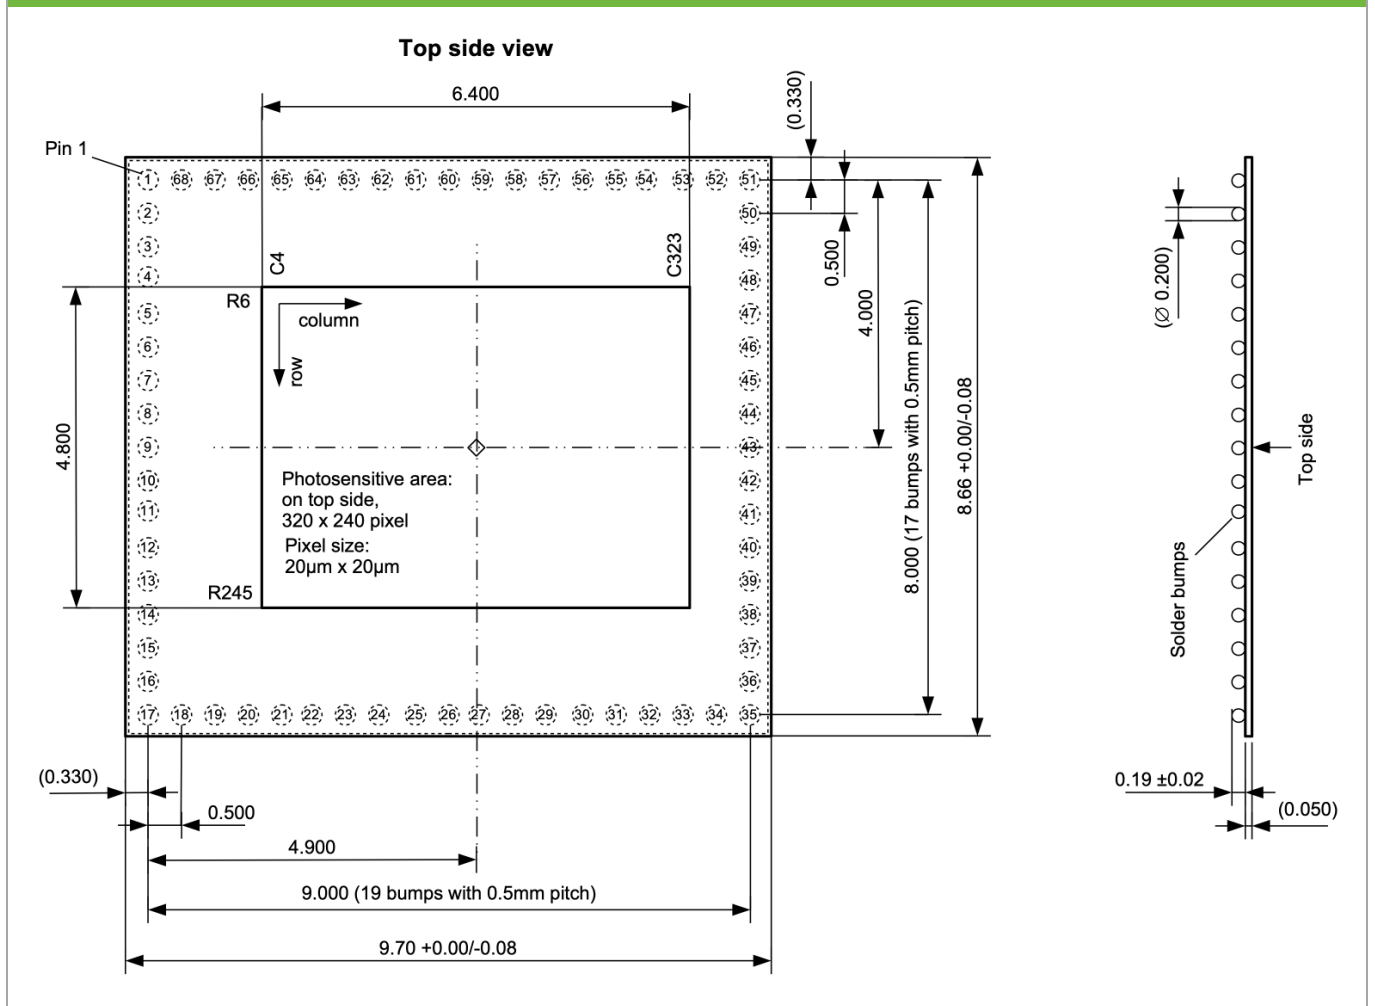 Top side view
6.400
(0.330)
Pin 1
1 68 67 66 65 64 63 62 61 60 59 58 57 56 55 54 53 52 51
2 50
3 49
4 48
5 47
6 46
7 45
8 44
9 43
10 42
11 41
12 40
13 39
14 38
15 37
16 36
17 18 19 20 21 22 23 24 25 26 27 28 29 30 31 32 33 34 35
C4
C323
R6
column
row
R245
Photosensitive area:
on top side,
320 x 240 pixel
Pixel size:
20µm x 20µm
4.800
0.500
4.000
8.000 (17 bumps with 0.5mm pitch)
8.66 +0.00/-0.08
(0.330)
0.500
4.900
9.000 (19 bumps with 0.5mm pitch)
9.70 +0.00/-0.08
(Ø 0.200)
Top side
Solder bumps
0.19 ±0.02
(0.050)